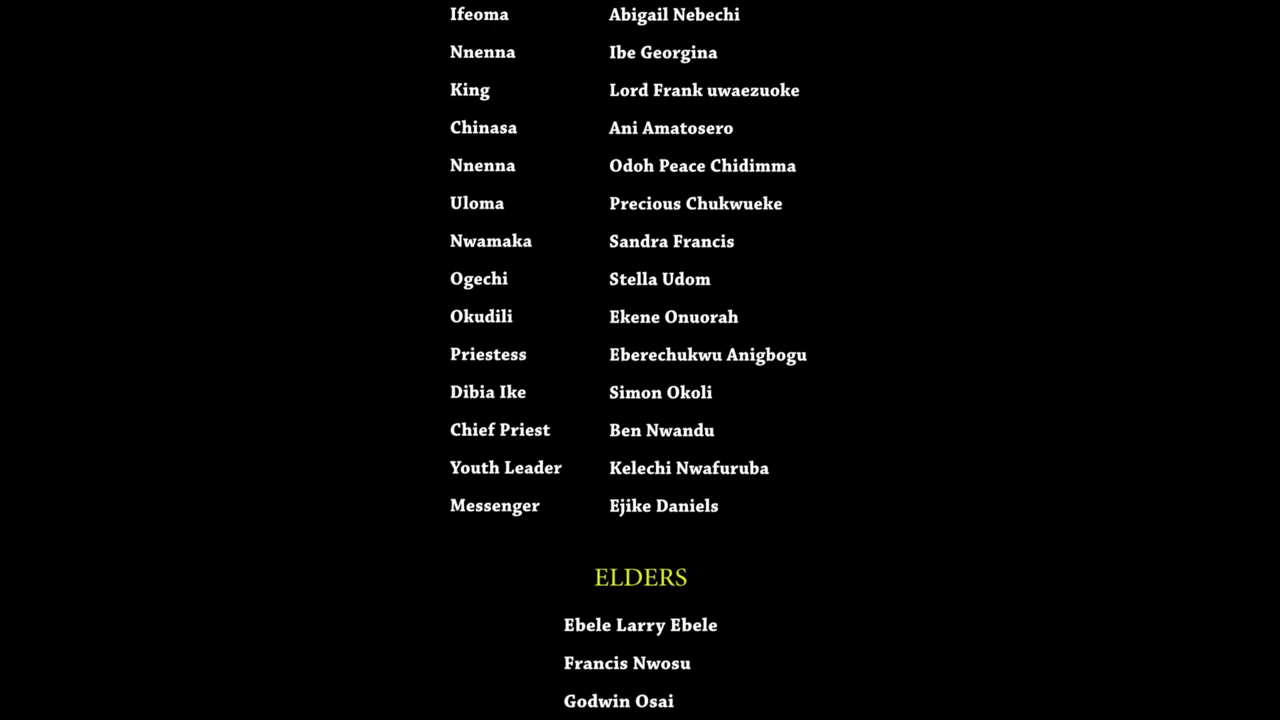 Ifeoma Abigail Nebechi
Nnenna Ibe Georgina
King Lord Frank uwaezuoke
Chinasa Ani Amatosero
Nnenna Odoh Peace Chidimma
Uloma Precious Chukwueke
Nwamaka Sandra Francis
Ogechi Stella Udom
Okudili Ekene Onuorah
Priestess Eberechukwu Anigbogu
Dibia Ike Simon Okoli
Chief Priest Ben Nwandu
Youth Leader Kelechi Nwafuruba
Messenger Ejike Daniels
ELDERS
Ebele Larry Ebele
Francis Nwosu
Godwin Osai